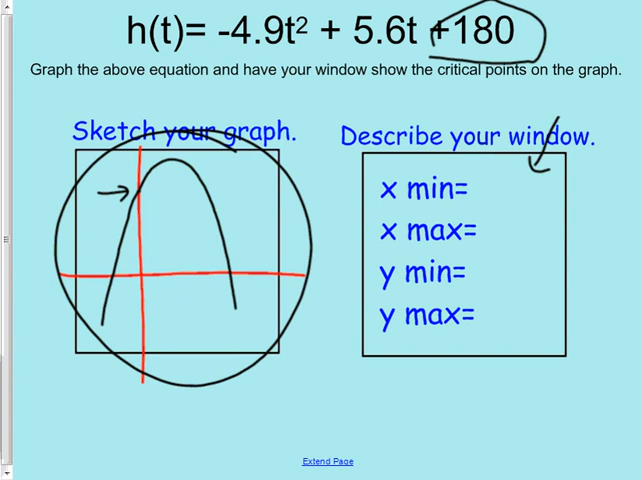 h(t)= -4.9t² + 5.6t +180
Graph the above equation and have your window show the critical points on the graph.
Sketch your graph.
Describe your window.
x min=
x max=
y min=
y max=
Extend Page